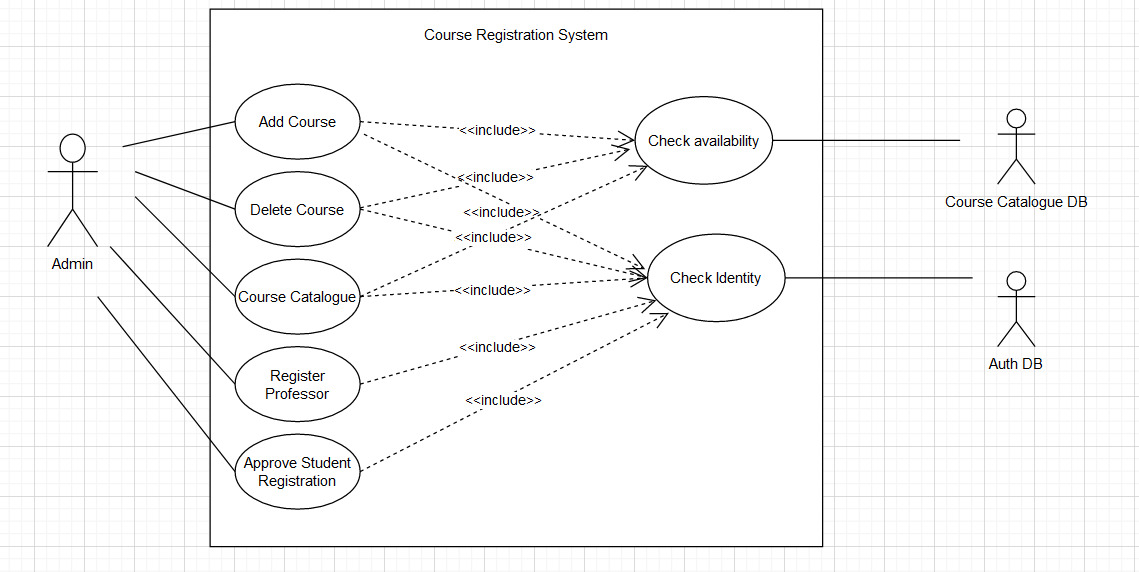 Course Registration System
Add Course
<<include>>
Check availability
Delete Course
<<include>>
Course Catalogue DB
<<include>>
<<include>>
Admin
Check Identity
Course Catalogue
<<include>>
Auth DB
<<include>>
Register
Professor
<<include>>
Approve Student
Registration